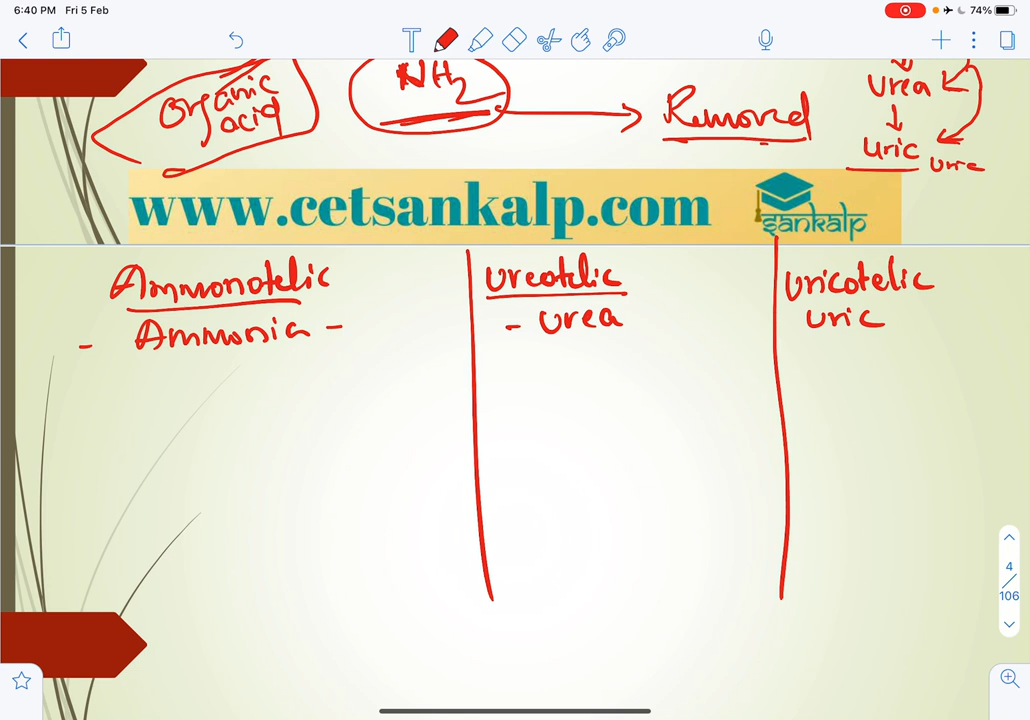 6:40 PM Fri 5 Feb
74%
Organic
acid
NH2
Removed
Urea
↓
Uric
Uric
www.cetsankalp.com
sankalp
Ammonotelic
- Ammonia -
Ureotelic
- Urea
Uricotelic
Uric
4
/
106